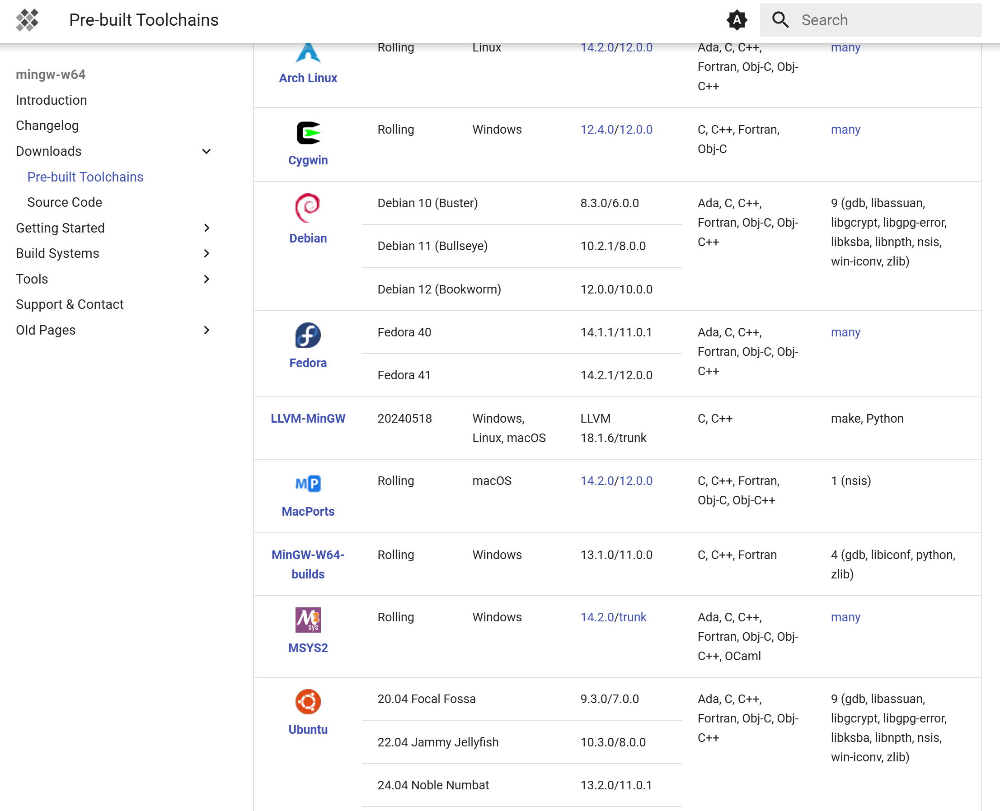 Pre-built Toolchains
A
Search
mingw-w64
Introduction
Changelog
Downloads
Pre-built Toolchains
Source Code
Getting Started
Build Systems
Tools
Support & Contact
Old Pages
Arch Linux
Rolling
Linux
14.2.0/12.0.0
Ada, C, C++,
Fortran, Obj-C, Obj-
C++
many
Cygwin
Rolling
Windows
12.4.0/12.0.0
C, C++, Fortran,
Obj-C
many
Debian
Debian 10 (Buster)
8.3.0/6.0.0
Debian 11 (Bullseye)
10.2.1/8.0.0
Debian 12 (Bookworm)
12.0.0/10.0.0
Ada, C, C++,
Fortran, Obj-C, Obj-
C++
9 (gdb, libassuan,
libgcrypt, libgpg-error,
libksba, libnpth, nsis,
win-iconv, zlib)
Fedora
Fedora 40
14.1.1/11.0.1
Fedora 41
14.2.1/12.0.0
Ada, C, C++,
Fortran, Obj-C, Obj-
C++
many
LLVM-MinGW
20240518
Windows,
Linux, macOS
LLVM
18.1.6/trunk
C, C++
make, Python
MP
MacPorts
Rolling
macOS
14.2.0/12.0.0
C, C++, Fortran,
Obj-C, Obj-C++
1 (nsis)
MinGW-W64-
builds
Rolling
Windows
13.1.0/11.0.0
C, C++, Fortran
4 (gdb, libiconf, python,
zlib)
M2
sys
MSYS2
Rolling
Windows
14.2.0/trunk
Ada, C, C++,
Fortran, Obj-C, Obj-
C++, OCaml
many
Ubuntu
20.04 Focal Fossa
9.3.0/7.0.0
22.04 Jammy Jellyfish
10.3.0/8.0.0
24.04 Noble Numbat
13.2.0/11.0.1
Ada, C, C++,
Fortran, Obj-C, Obj-
C++
9 (gdb, libassuan,
libgcrypt, libgpg-error,
libksba, libnpth, nsis,
win-iconv, zlib)